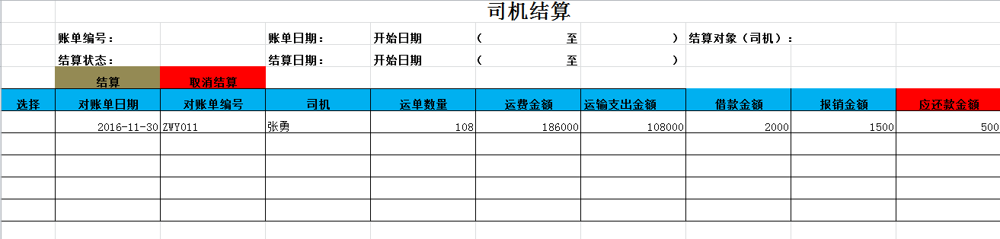 司机结算
账单编号： 账单日期： 开始日期 （ 至 ） 结算对象（司机）：
结算状态： 结算日期： 开始日期 （ 至 ）
结算 取消结算
选择 对账单日期 对账单编号 司机 运单数量 运费金额 运输支出金额 借款金额 报销金额 应还款金额
2016-11-30 ZWY011 张勇 108 186000 108000 2000 1500 500